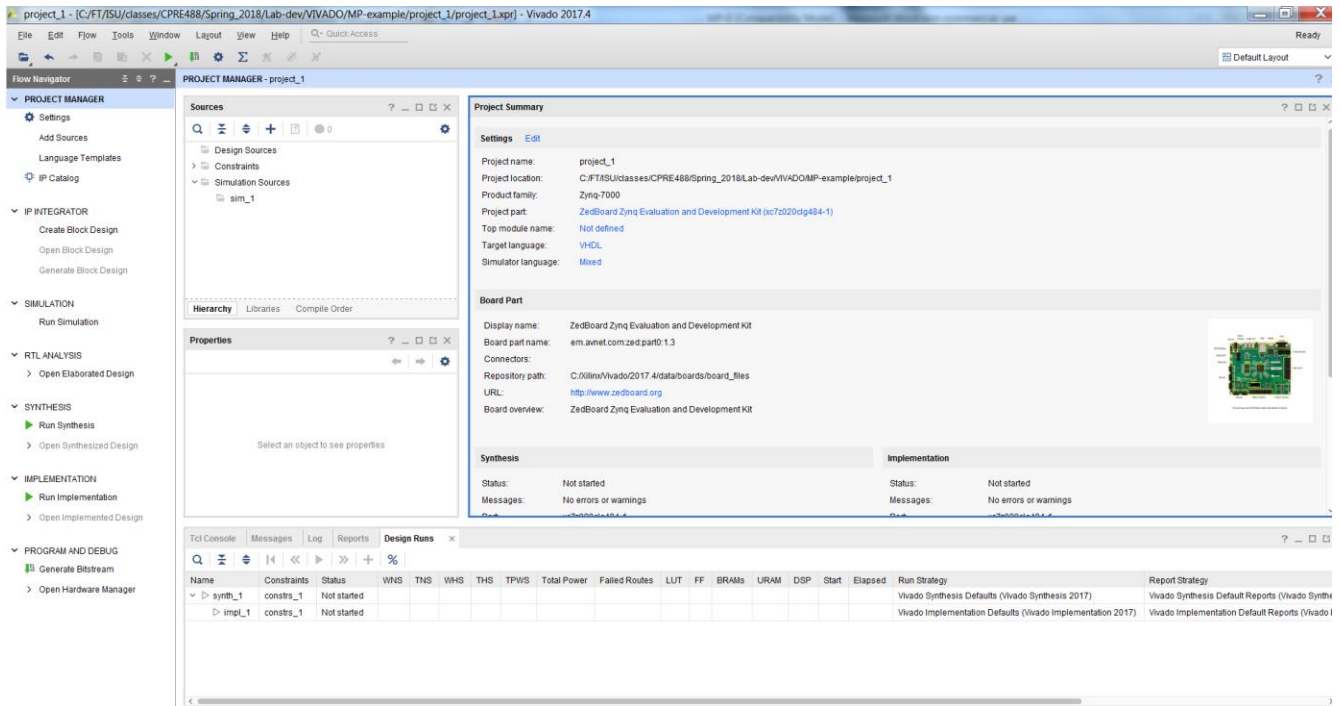 project_1 - [C:/FT/ISU/classes/CPRE488/Spring_2018/Lab-dev/VIVADO/MP-example/project_1/project_1.xpr] - Vivado 2017.4
File Edit Flow Tools Window Layout View Help Q- Quick Access
Ready
Default Layout
Flow Navigator
PROJECT MANAGER
Settings
Add Sources
Language Templates
IP Catalog
IP INTEGRATOR
Create Block Design
Open Block Design
Generate Block Design
SIMULATION
Run Simulation
RTL ANALYSIS
Open Elaborated Design
SYNTHESIS
Run Synthesis
Open Synthesized Design
IMPLEMENTATION
Run Implementation
Open Implemented Design
PROGRAM AND DEBUG
Generate Bitstream
Open Hardware Manager
PROJECT MANAGER - project_1
Sources
0
Design Sources
Constraints
Simulation Sources
sim_1
Hierarchy Libraries Compile Order
Properties
Select an object to see properties
Project Summary
Settings Edit
Project name: project_1
Project location: C:/FT/ISU/classes/CPRE488/Spring_2018/Lab-dev/VIVADO/MP-example/project_1
Product family: Zynq-7000
Project part: ZedBoard Zynq Evaluation and Development Kit (xc7z020clg484-1)
Top module name: Not defined
Target language: VHDL
Simulator language: Mixed
Board Part
Display name: ZedBoard Zynq Evaluation and Development Kit
Board part name: em.avnet.com:zed:part0:1.3
Connectors:
Repository path: C:/Xilinx/Vivado/2017.4/data/boards/board_files
URL: http://www.zedboard.org
Board overview: ZedBoard Zynq Evaluation and Development Kit
Synthesis
Status: Not started
Messages: No errors or warnings
Implementation
Status: Not started
Messages: No errors or warnings
Tcl Console Messages Log Reports Design Runs
Name Constraints Status WNS TNS WHS THS TPWS Total Power Failed Routes LUT FF BRAMs URAM DSP Start Elapsed Run Strategy Report Strategy
synth_1 constrs_1 Not started Vivado Synthesis Defaults (Vivado Synthesis 2017) Vivado Synthesis Default Reports (Vivado Synthe
impl_1 constrs_1 Not started Vivado Implementation Defaults (Vivado Implementation 2017) Vivado Implementation Default Reports (Vivado